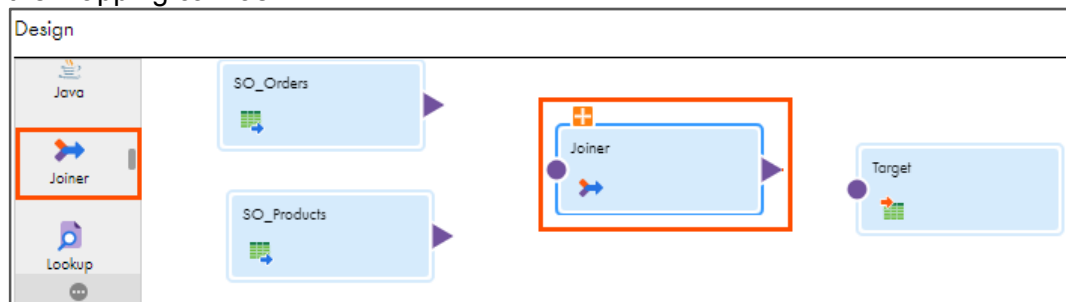 Design
Java
Joiner
Lookup
SO_Orders
SO_Products
Joiner
Target